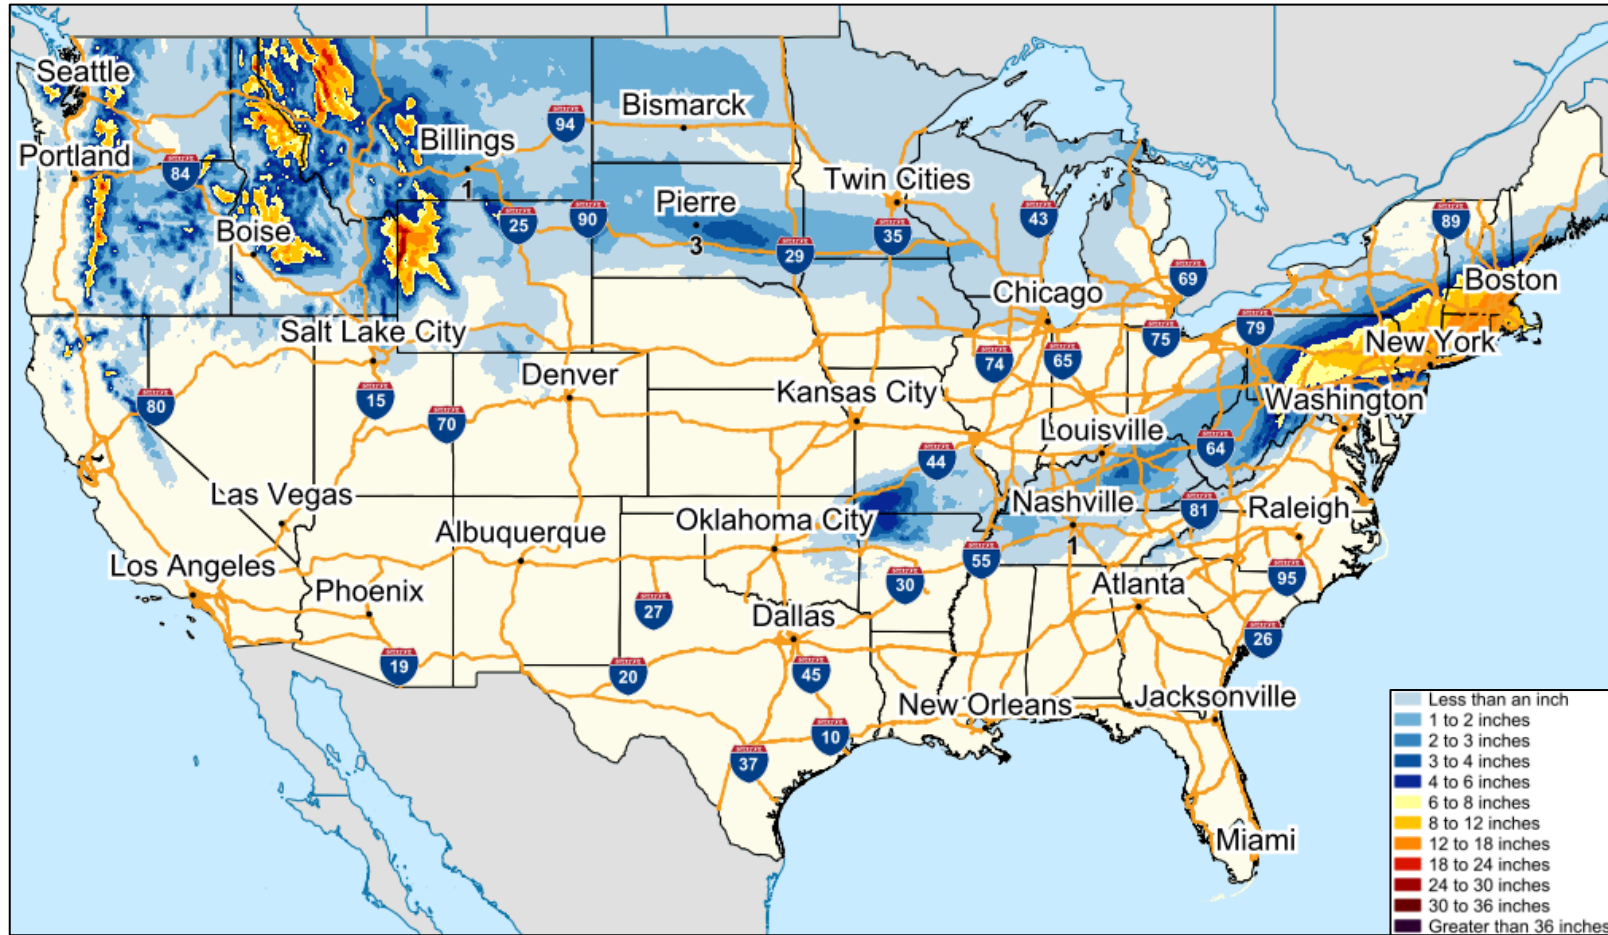 Seattle
Portland
84
Boise
Billings
1
94
Bismarck
25
90
Pierre
3
29
Twin Cities
35
43
69
89
Boston
Chicago
79
75
New York
74
65
Salt Lake City
15
80
Denver
70
Kansas City
Washington
Louisville
64
44
Las Vegas
Albuquerque
Oklahoma City
Nashville
1
81
Raleigh
Los Angeles
Phoenix
55
30
95
Atlanta
27
Dallas
26
19
20
45
New Orleans
Jacksonville
10
37
Miami
Less than an inch
1 to 2 inches
2 to 3 inches
3 to 4 inches
4 to 6 inches
6 to 8 inches
8 to 12 inches
12 to 18 inches
18 to 24 inches
24 to 30 inches
30 to 36 inches
Greater than 36 inches